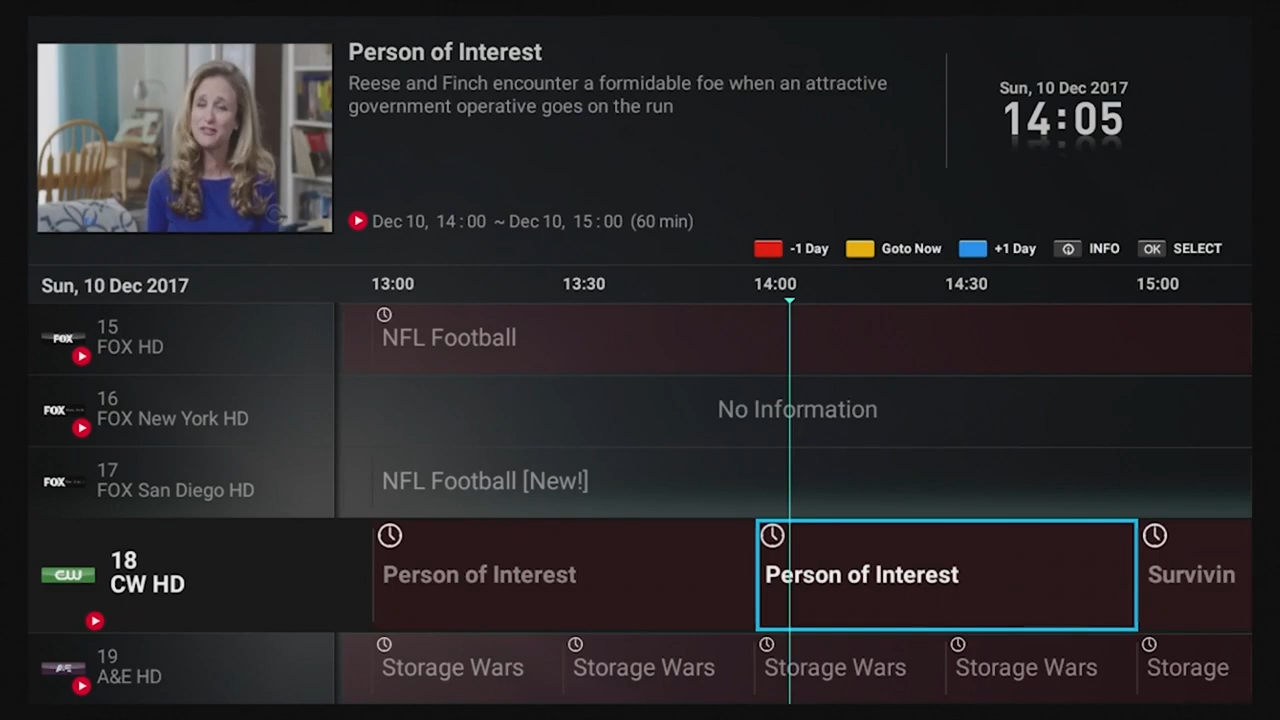 Person of Interest
Reese and Finch encounter a formidable foe when an attractive
government operative goes on the run
Sun, 10 Dec 2017
14:05
Dec 10, 14:00 ~ Dec 10, 15:00 (60 min)
-1 Day
Goto Now
+1 Day
INFO
OK
SELECT
Sun, 10 Dec 2017
13:00
13:30
14:00
14:30
15:00
FOX
15
FOX HD
NFL Football
FOX
16
FOX New York HD
No Information
FOX
17
FOX San Diego HD
NFL Football [New!]
CW
18
CW HD
Person of Interest
Person of Interest
Survivin
A&E
19
A&E HD
Storage Wars
Storage Wars
Storage Wars
Storage Wars
Storage